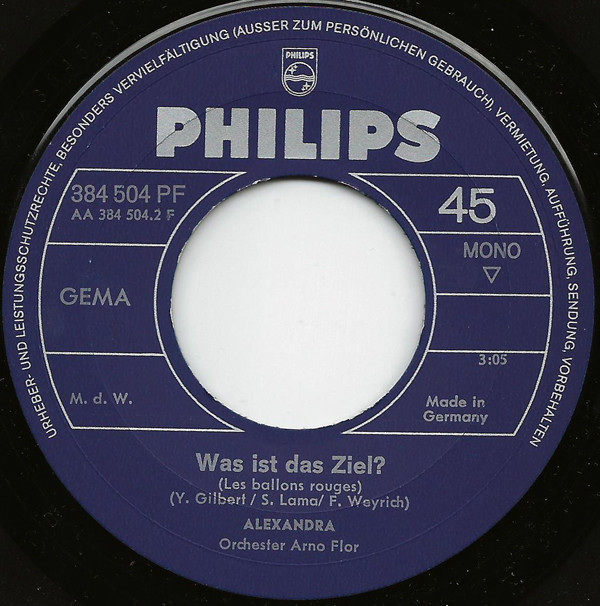 URHEBER- UND LEISTUNGSSCHUTZRECHTE, BESONDERS VERVIELFÄLTIGUNG (AUSSER ZUM PERSÖNLICHEN GEBRAUCH), VERMIETUNG, AUFFÜHRUNG, SENDUNG, VORBEHALTEN
PHILIPS
PHILIPS
384 504 PF
AA 384 504.2 F
45
MONO
▽
GEMA
3:05
M. d. W.
Made in
Germany
Was ist das Ziel?
(Les ballons rouges)
(Y. Gilbert / S. Lama/ F. Weyrich)
ALEXANDRA
Orchester Arno Flor